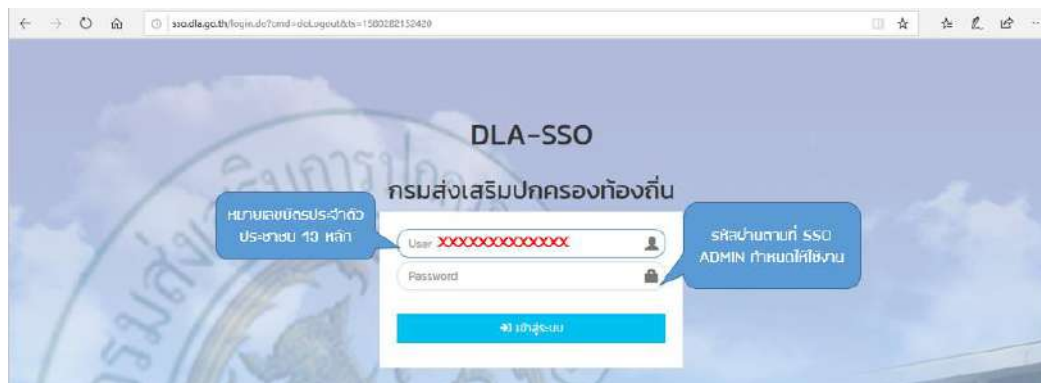 sso.dla.go.th/login.do?cmd=doLogout&ts=1580282152420
DLA-SSO
กรมส่งเสริมปกครองท้องถิ่น
หมายเลขบัตรประจำตัว
ประชาชน 13 หลัก
User XXXXXXXXXXXXX
รหัสผ่านตามที่ SSO
ADMIN กำหนดให้ใช้งาน
Password
เข้าสู่ระบบ